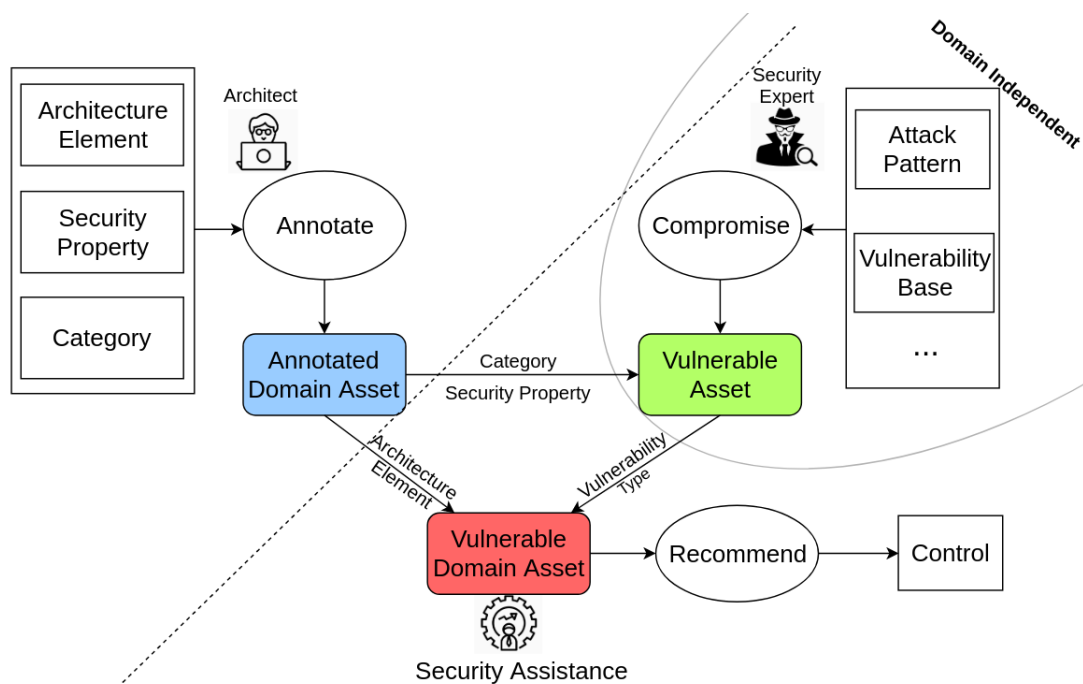 Architecture
Element
Security
Property
Category
Architect
Annotate
Annotated
Domain Asset
Category
Security Property
Security
Expert
Compromise
Domain Independent
Attack
Pattern
Vulnerability
Base
...
Vulnerable
Asset
Architecture
Element
Vulnerability
Type
Vulnerable
Domain Asset
Recommend
Control
Security Assistance